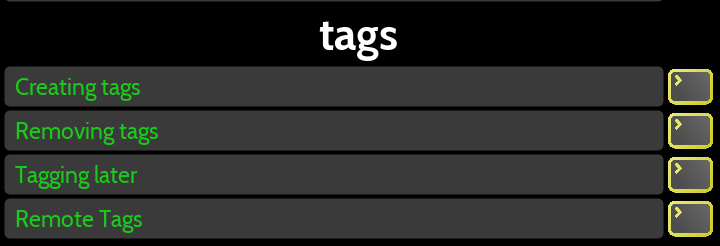 tags
Creating tags
Removing tags
Tagging later
Remote Tags